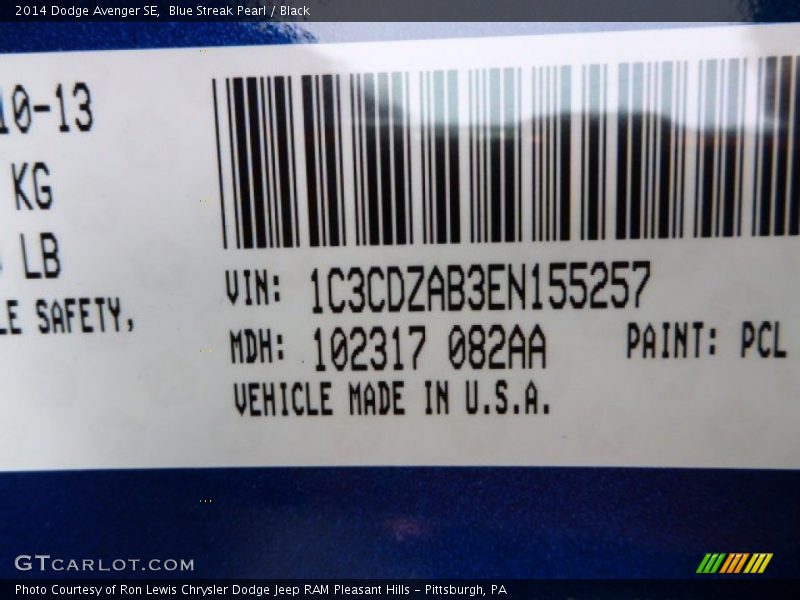 2014 Dodge Avenger SE,  Blue Streak Pearl / Black
10-13
KG
LB
LE SAFETY,
VIN: 1C3CDZAB3EN155257
MDH: 102317 082AA
PAINT: PCL
VEHICLE MADE IN U.S.A.
GTCARLOT.COM
Photo Courtesy of Ron Lewis Chrysler Dodge Jeep RAM Pleasant Hills - Pittsburgh, PA